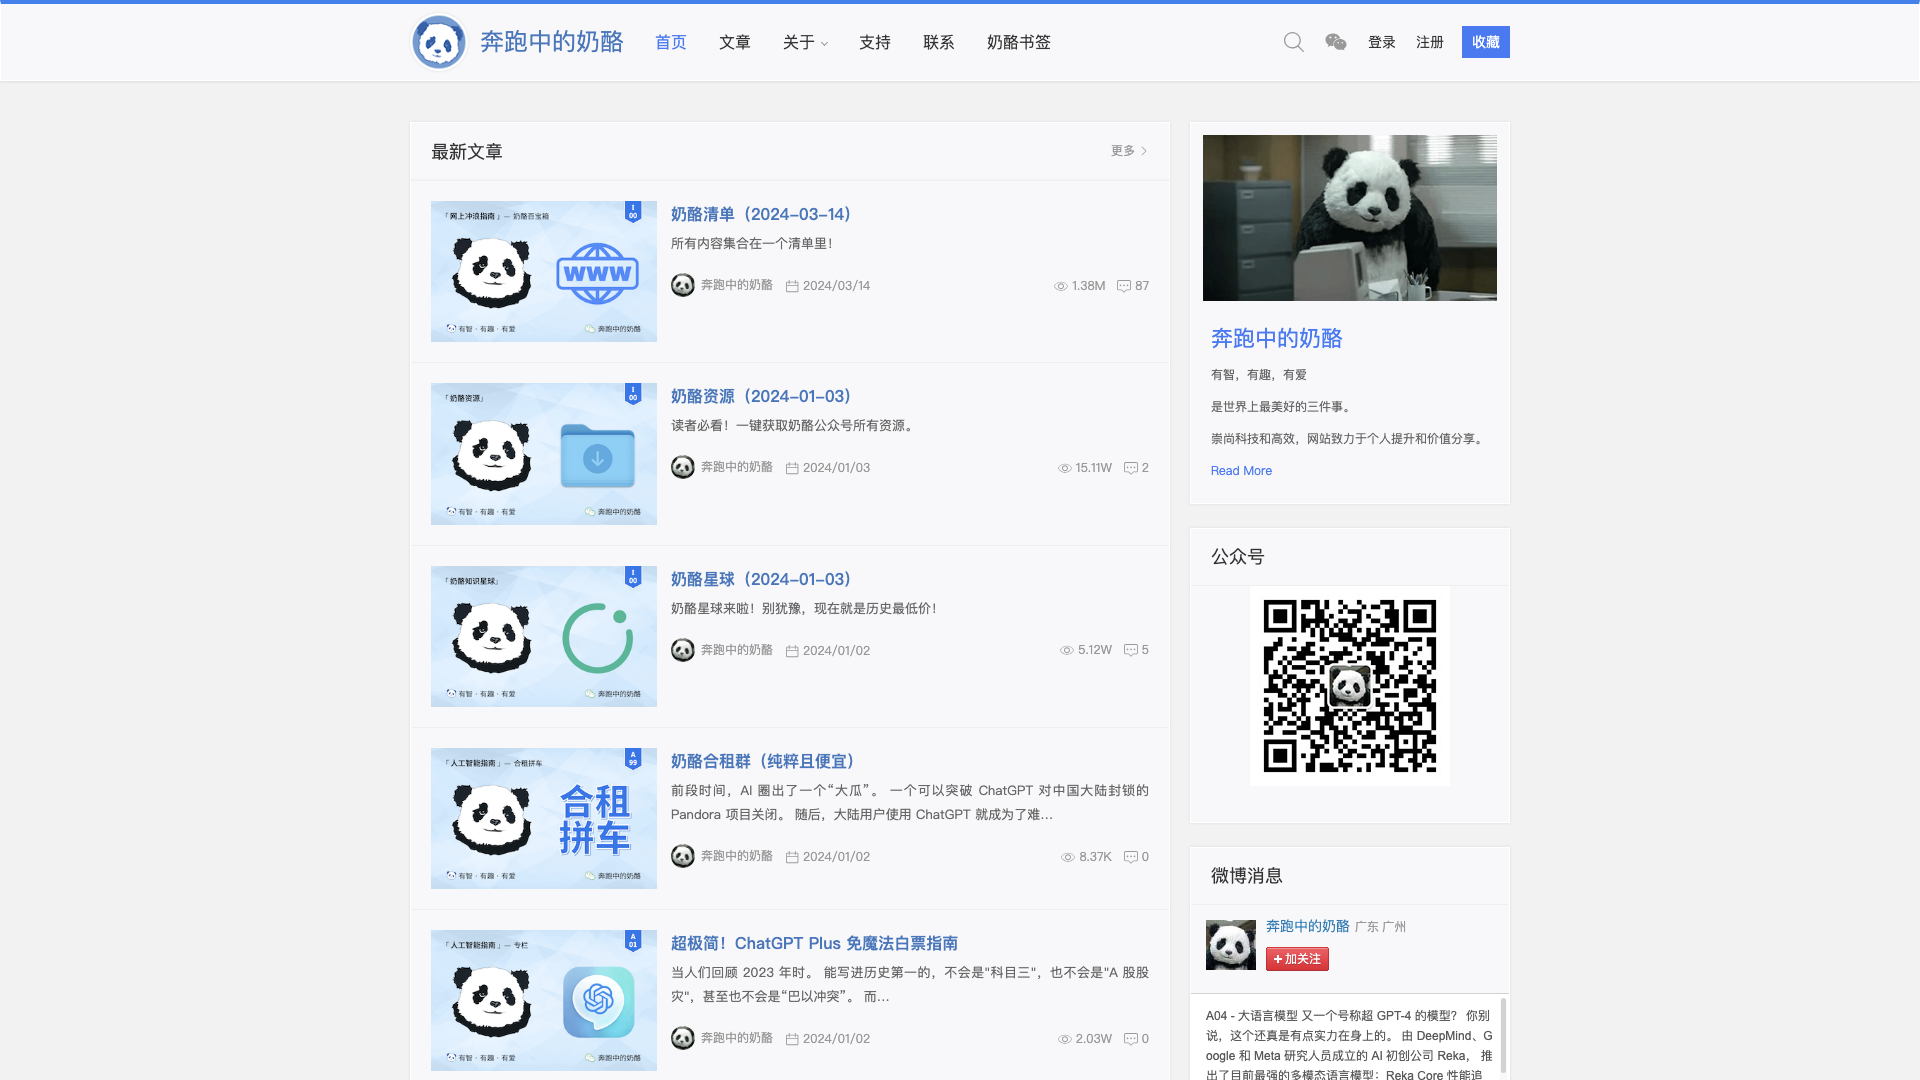 奔跑中的奶酪
首页
文章
关于
支持
联系
奶酪书签
登录
注册
收藏
最新文章
更多
「网上冲浪指南」— 奶酪百宝箱
I
00
WWW
有智 · 有趣 · 有爱
奔跑中的奶酪
奶酪清单（2024-03-14）
所有内容集合在一个清单里！
奔跑中的奶酪
2024/03/14
1.38M
87
「奶酪资源」
I
00
有智 · 有趣 · 有爱
奔跑中的奶酪
奶酪资源（2024-01-03）
读者必看！一键获取奶酪公众号所有资源。
奔跑中的奶酪
2024/01/03
15.11W
2
「奶酪知识星球」
I
00
有智 · 有趣 · 有爱
奔跑中的奶酪
奶酪星球（2024-01-03）
奶酪星球来啦！别犹豫，现在就是历史最低价！
奔跑中的奶酪
2024/01/02
5.12W
5
「人工智能指南」— 合租拼车
A
99
合租
拼车
有智 · 有趣 · 有爱
奔跑中的奶酪
奶酪合租群（纯粹且便宜）
前段时间，AI 圈出了一个“大瓜”。 一个可以突破 ChatGPT 对中国大陆封锁的
Pandora 项目关闭。 随后，大陆用户使用 ChatGPT 就成为了难...
奔跑中的奶酪
2024/01/02
8.37K
0
「人工智能指南」— 专栏
A
01
有智 · 有趣 · 有爱
奔跑中的奶酪
超极简！ChatGPT Plus 免魔法白票指南
当人们回顾 2023 年时。 能写进历史第一的，不会是"科目三"，也不会是"A 股股
灾"，甚至也不会是“巴以冲突”。 而...
奔跑中的奶酪
2024/01/02
2.03W
0
奔跑中的奶酪
有智，有趣，有爱
是世界上最美好的三件事。
崇尚科技和高效，网站致力于个人提升和价值分享。
Read More
公众号
微博消息
奔跑中的奶酪 广东 广州
+ 加关注
A04 - 大语言模型 又一个号称超 GPT-4 的模型？ 你别
说，这个还真是有点实力在身上的。 由 DeepMind、G
oogle 和 Meta 研究人员成立的 AI 初创公司 Reka， 推
出了目前最强的多模态语言模型：Reka Core 性能追